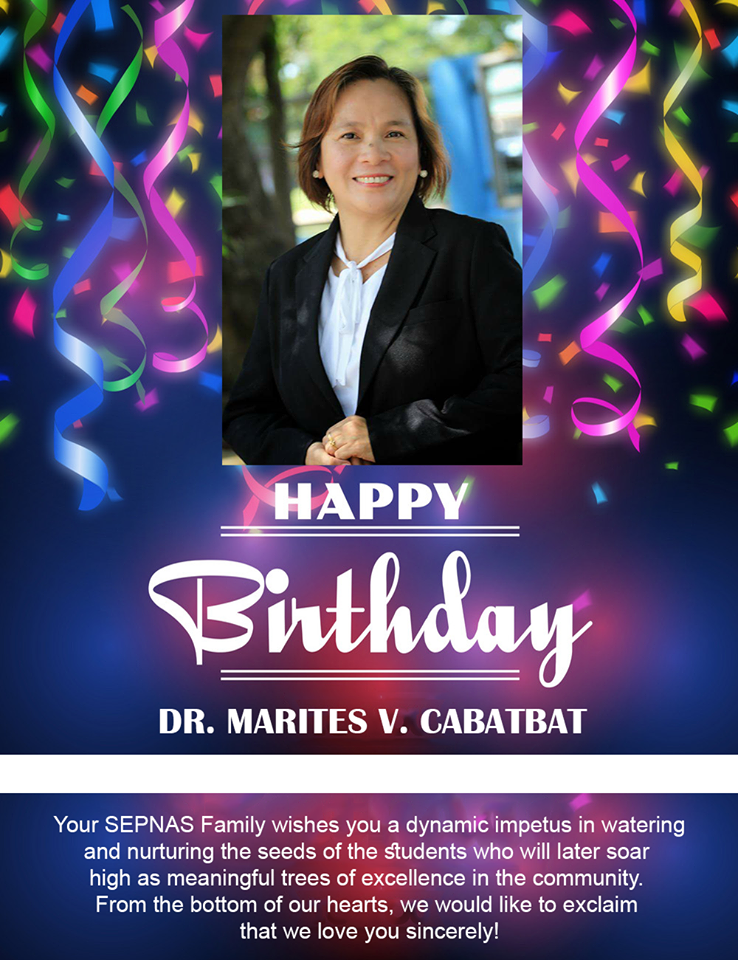 HAPPY
Birthday
DR. MARITES V. CABATBAT
Your SEPNAS Family wishes you a dynamic impetus in watering
and nurturing the seeds of the students who will later soar
high as meaningful trees of excellence in the community.
From the bottom of our hearts, we would like to exclaim
that we love you sincerely!